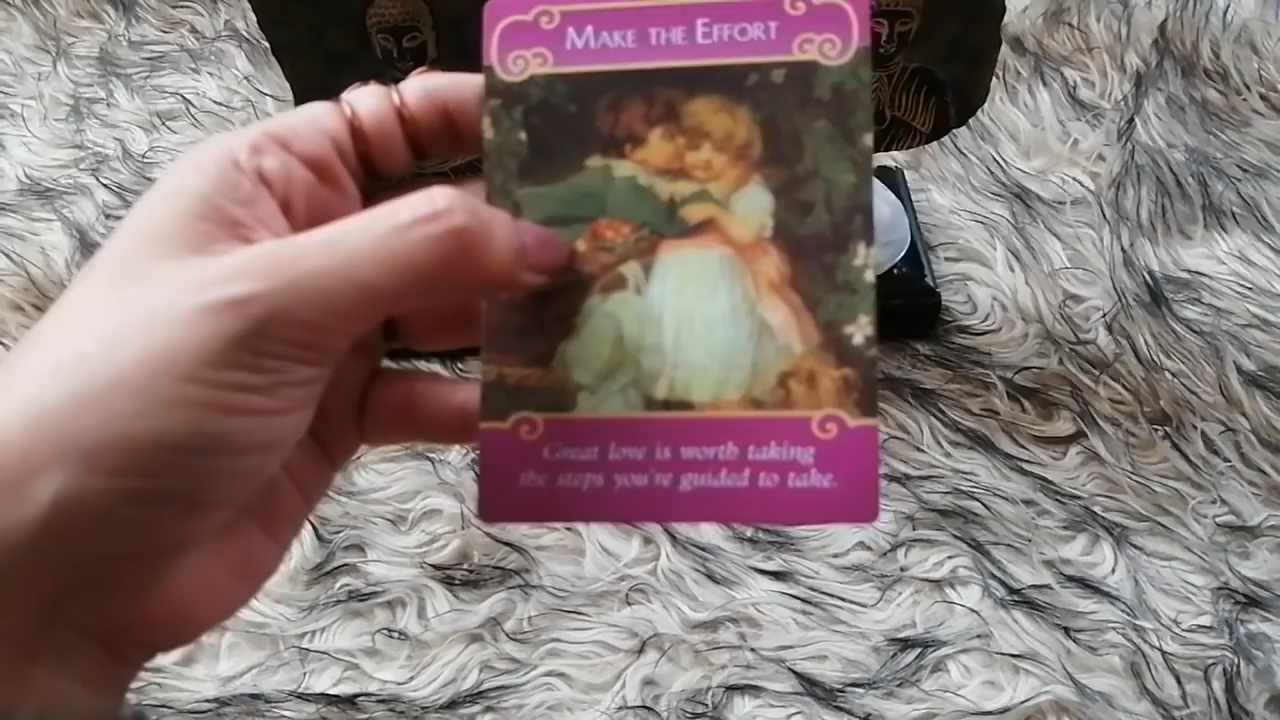 MAKE THE EFFORT
Great love is worth taking
the steps you're guided to take.